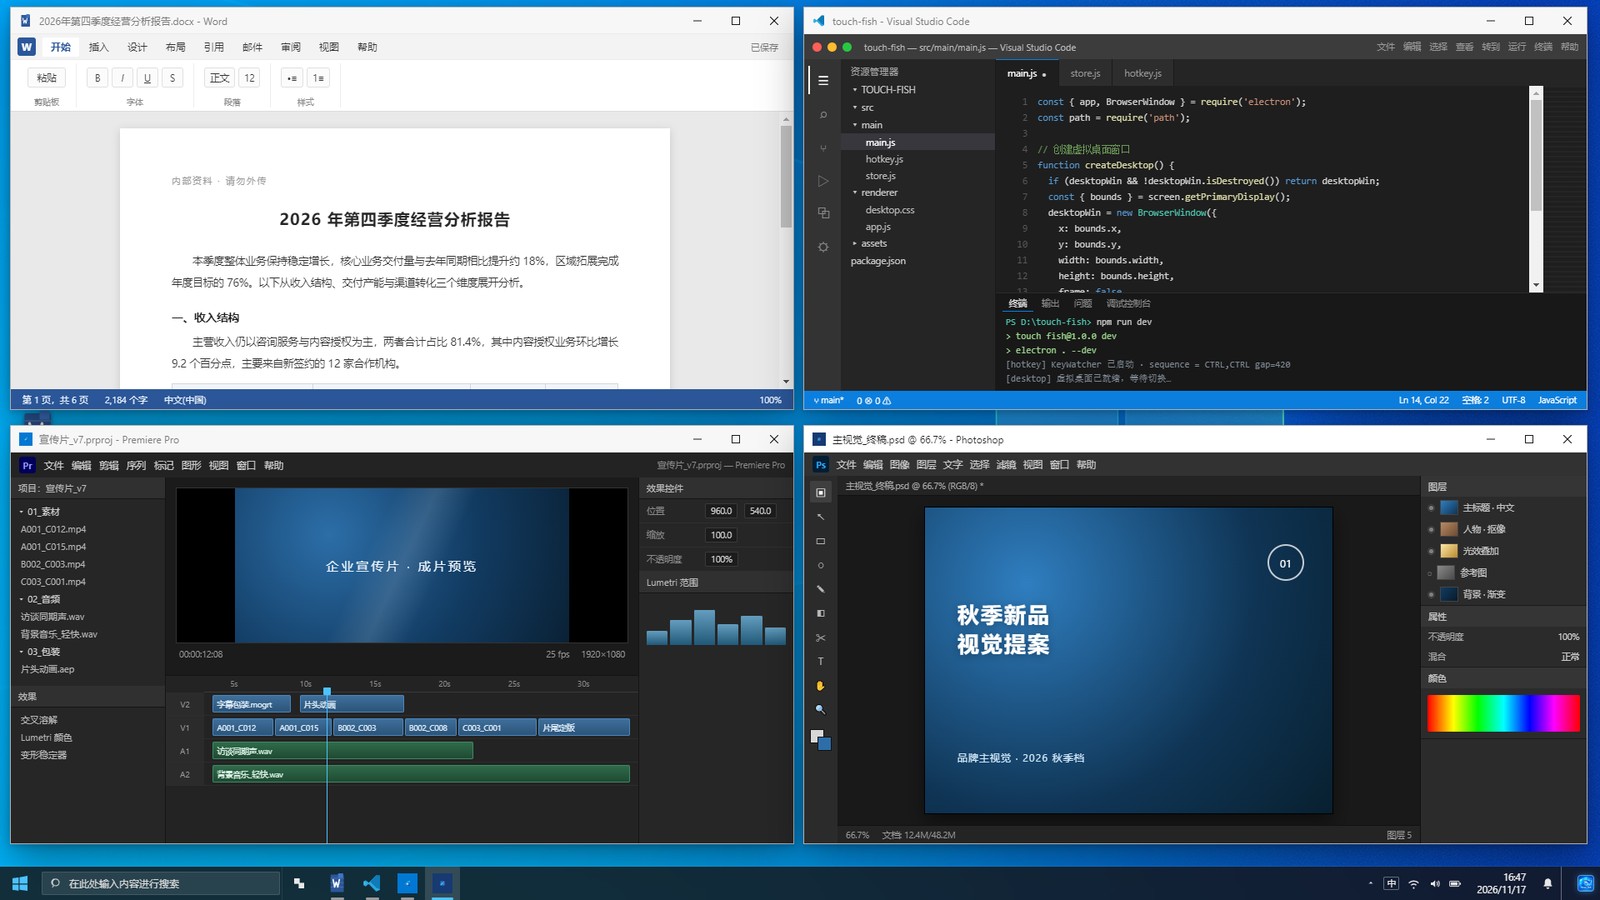 2026年第四季度经营分析报告.docx - Word
W 开始 插入 设计 布局 引用 邮件 审阅 视图 帮助 已保存
粘贴 B I U S 正文 12 •≡ 1≡
剪贴板 字体 段落 样式
内部资料 · 请勿外传
2026 年第四季度经营分析报告
本季度整体业务保持稳定增长，核心业务交付量与去年同期相比提升约 18%，区域拓展完成
年度目标的 76%。以下从收入结构、交付产能与渠道转化三个维度展开分析。
一、收入结构
主营收入仍以咨询服务与内容授权为主，两者合计占比 81.4%，其中内容授权业务环比增长
9.2 个百分点，主要来自新签约的 12 家合作机构。
第 1 页，共 6 页 2,184 个字 中文(中国) 100%
touch-fish - Visual Studio Code
touch-fish — src/main/main.js — Visual Studio Code 文件 编辑 选择 查看 转到 运行 终端 帮助
资源管理器
TOUCH-FISH
src
main
main.js
hotkey.js
store.js
renderer
desktop.css
app.js
assets
package.json
main.js ● store.js hotkey.js
1 const { app, BrowserWindow } = require('electron');
2 const path = require('path');
3
4 // 创建虚拟桌面窗口
5 function createDesktop() {
6 if (desktopWin && !desktopWin.isDestroyed()) return desktopWin;
7 const { bounds } = screen.getPrimaryDisplay();
8 desktopWin = new BrowserWindow({
9 x: bounds.x,
10 y: bounds.y,
11 width: bounds.width,
12 height: bounds.height,
13 frame: false
终端 输出 问题 调试控制台
PS D:\touch-fish> npm run dev
> touch fish@1.0.0 dev
> electron . --dev
[hotkey] KeyWatcher 已启动 · sequence = CTRL,CTRL gap=420
[desktop] 虚拟桌面已就绪，等待切换…
main* 0 ⊗ 0 ⚠ Ln 14, Col 22 空格: 2 UTF-8 JavaScript
宣传片_v7.prproj - Premiere Pro
Pr 文件 编辑 剪辑 序列 标记 图形 视图 窗口 帮助 宣传片_v7.prproj — Premiere Pro
项目: 宣传片_v7
01_素材
A001_C012.mp4
A001_C015.mp4
B002_C003.mp4
C003_C001.mp4
02_音频
访谈同期声.wav
背景音乐_轻快.wav
03_包装
片头动画.aep
效果
交叉溶解
Lumetri 颜色
变形稳定器
企业宣传片 · 成片预览
00:00:12:08 25 fps 1920×1080
5s 10s 15s 20s 25s 30s
V2 字幕包装.mogrt 片头动画
V1 A001_C012 A001_C015 B002_C003 B002_C008 C003_C001 片尾定版
A1 访谈同期声.wav
A2 背景音乐_轻快.wav
效果控件
位置 960.0 540.0
缩放 100.0
不透明度 100%
Lumetri 范围
主视觉_终稿.psd @ 66.7% - Photoshop
Ps 文件 编辑 图像 图层 文字 选择 滤镜 视图 窗口 帮助
主视觉_终稿.psd @ 66.7% (RGB/8) *
T
01
秋季新品
视觉提案
品牌主视觉 · 2026 秋季档
66.7% 文档: 12.4M/48.2M 图层 5
图层
主标题 · 中文
人物 · 抠像
光效叠加
参考图
背景 · 渐变
属性
不透明度 100%
混合 正常
颜色
在此处输入内容进行搜索
W
中
16:47
2026/11/17